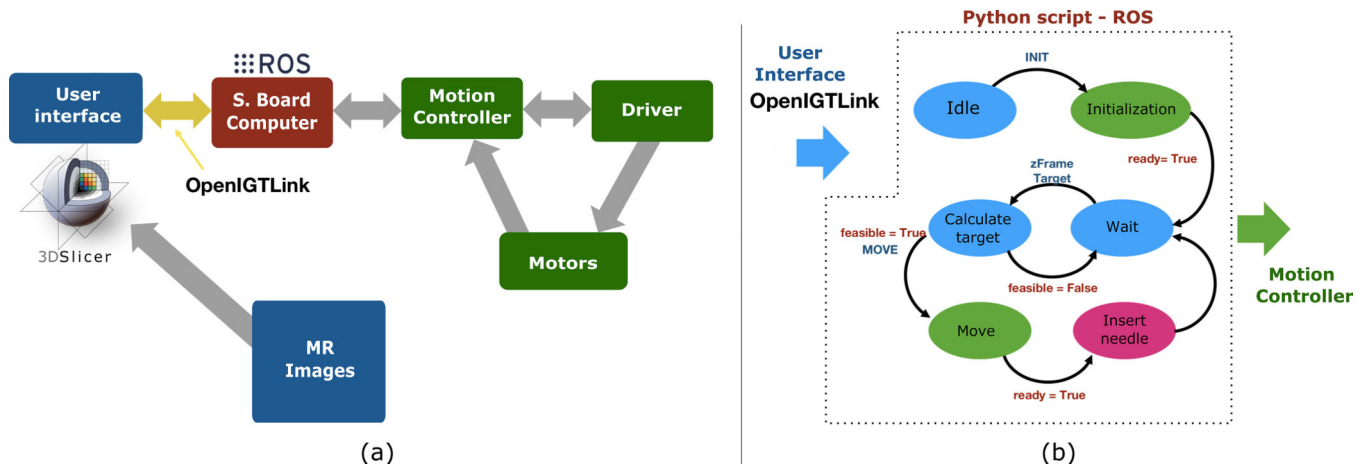 ROS
User
interface
S. Board
Computer
Motion
Controller
Driver
OpenIGTLink
3DSlicer
Motors
MR
Images
(a)
Python script - ROS
User
Interface
OpenIGTLink
INIT
Idle
Initialization
ready= True
zFrame
Target
Calculate
target
Wait
feasible = True
MOVE
feasible = False
Motion
Controller
Move
Insert
needle
ready = True
(b)